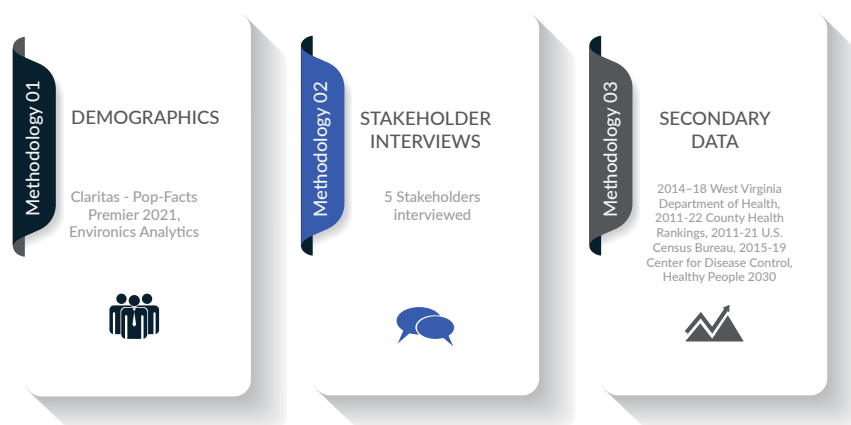 Methodology 01
DEMOGRAPHICS
Claritas - Pop-Facts
Premier 2021,
Environics Analytics
Methodology 02
STAKEHOLDER
INTERVIEWS
5 Stakeholders
interviewed
Methodology 03
SECONDARY
DATA
2014–18 West Virginia
Department of Health,
2011-22 County Health
Rankings, 2011-21 U.S.
Census Bureau, 2015-19
Center for Disease Control,
Healthy People 2030